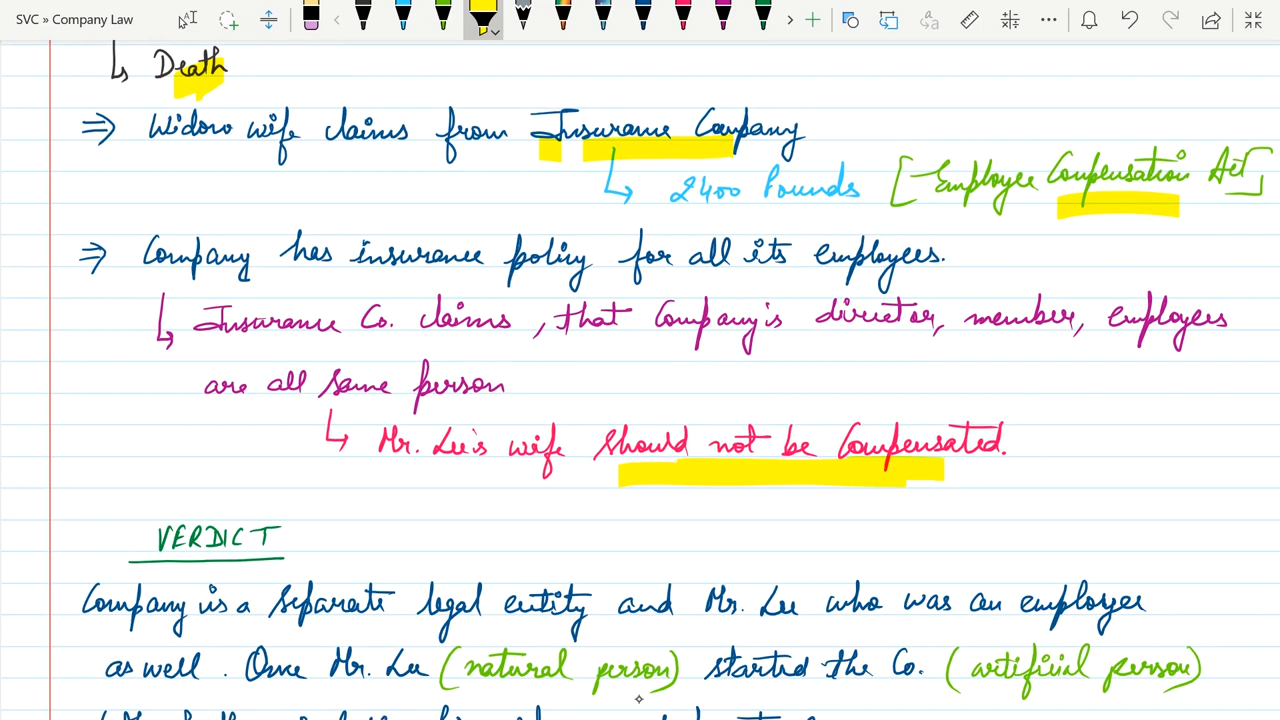 SVC » Company Law
↳ Death
⇒ Widow wife claims from Insurance Company
↳ 2400 Pounds [Employee Compensation Act]
⇒ Company has insurance policy for all its employees.
↳ Insurance Co. claims, that Company is director, member, employees
are all same person
↳ Mr. Lee's wife should not be Compensated.
VERDICT
Company is a separate legal entity and Mr. Lee who was an employee
as well. Once Mr. Lee (natural person) started the Co. (artificial person)